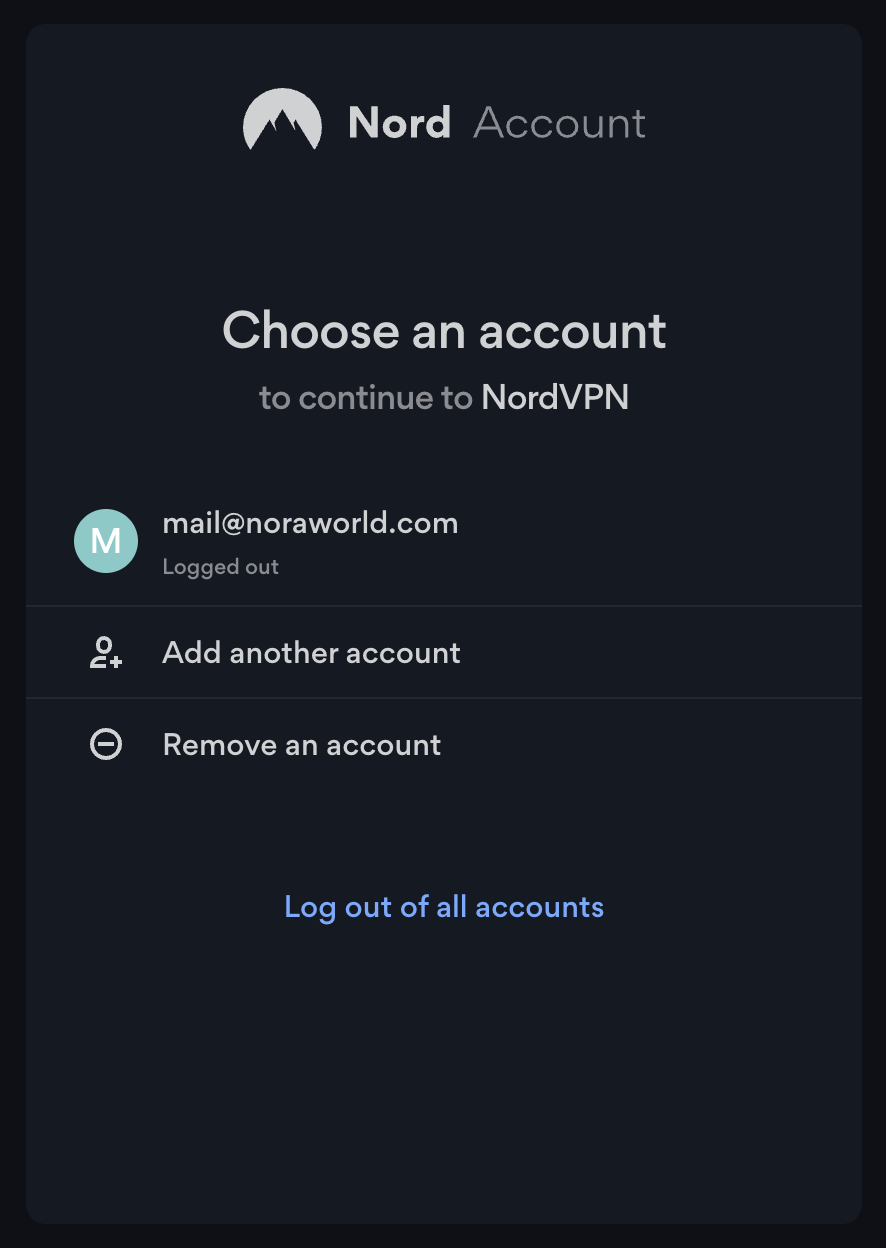 Nord Account
Choose an account
to continue to NordVPN
M
mail@noraworld.com
Logged out
Add another account
Remove an account
Log out of all accounts